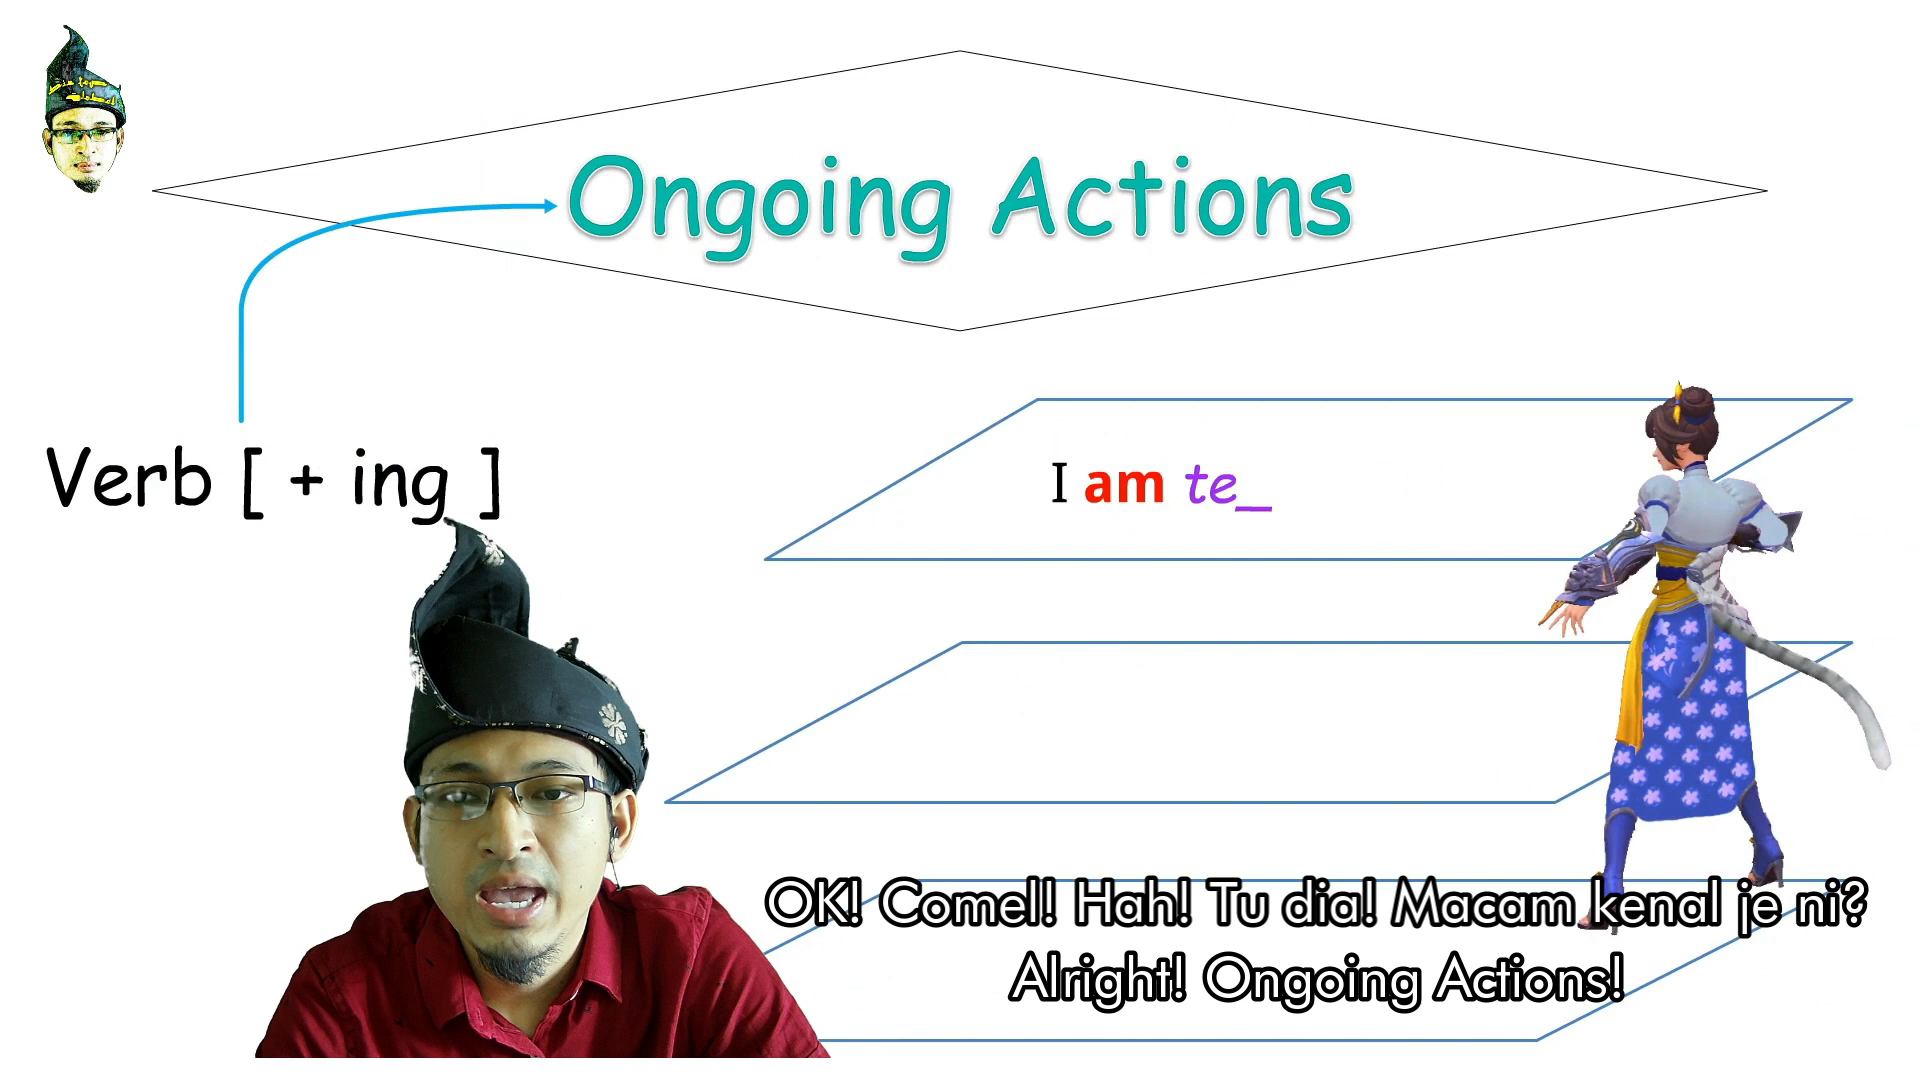 Ongoing Actions
Verb [ + ing ]
I am te_
OK! Comel! Hah! Tu dia! Macam kenal je ni?
Alright! Ongoing Actions!